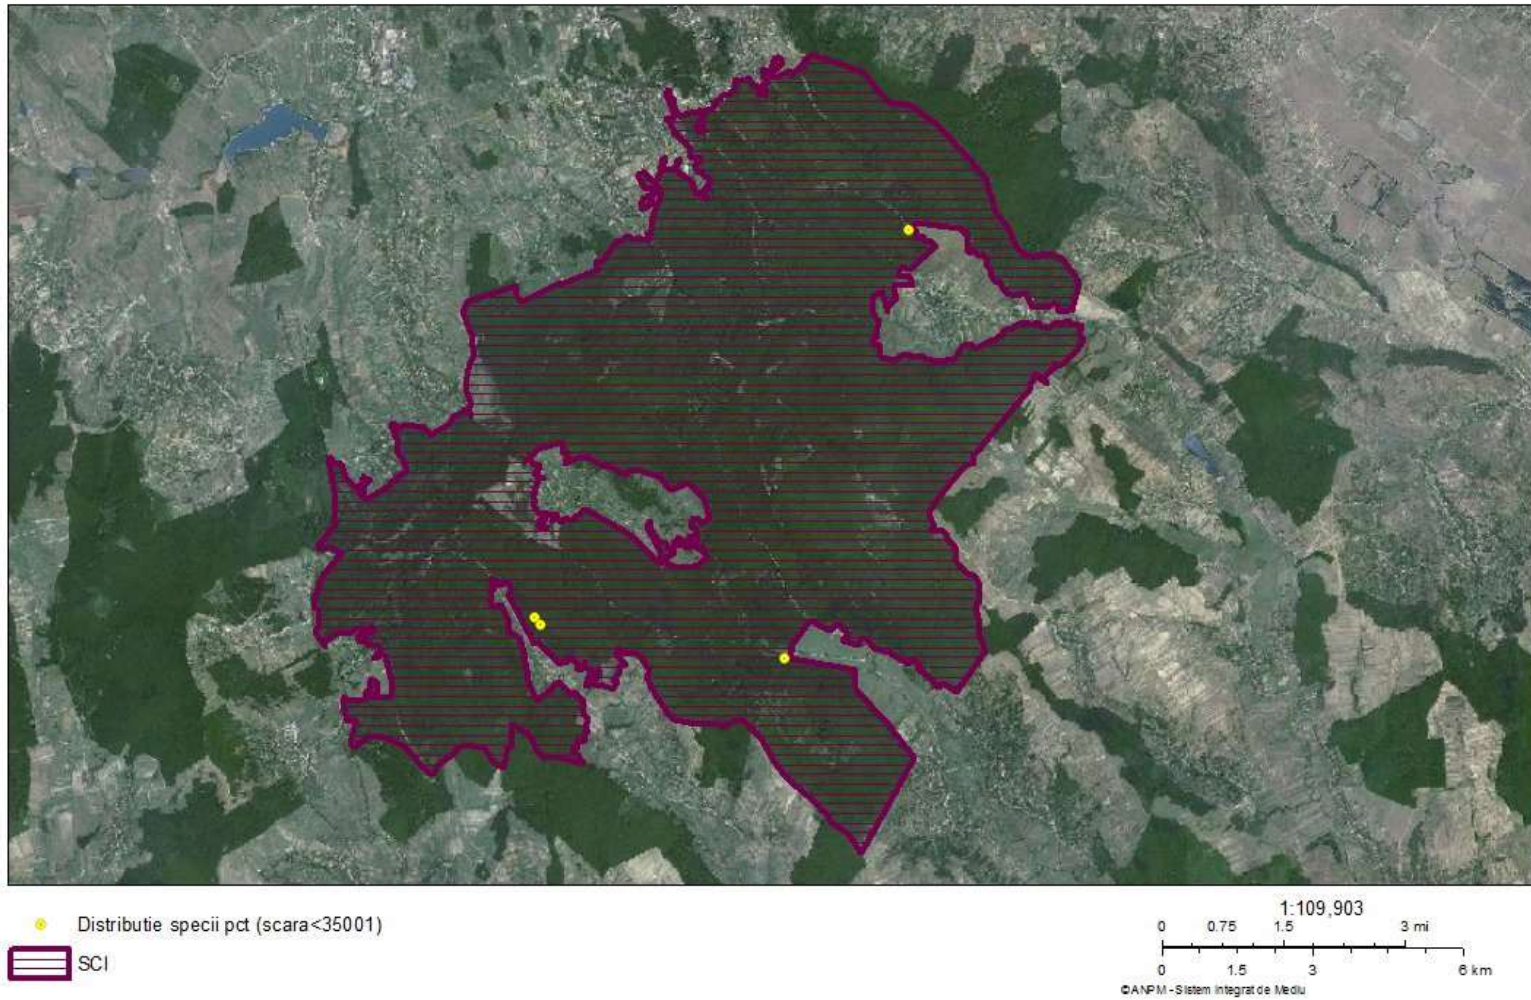 Distributie specii pct (scara<35001)
SCI
1:109,903
0 0.75 1.5 3 mi
0 1.5 3 6 km
©ANPM - Sistem Integrat de Mediu